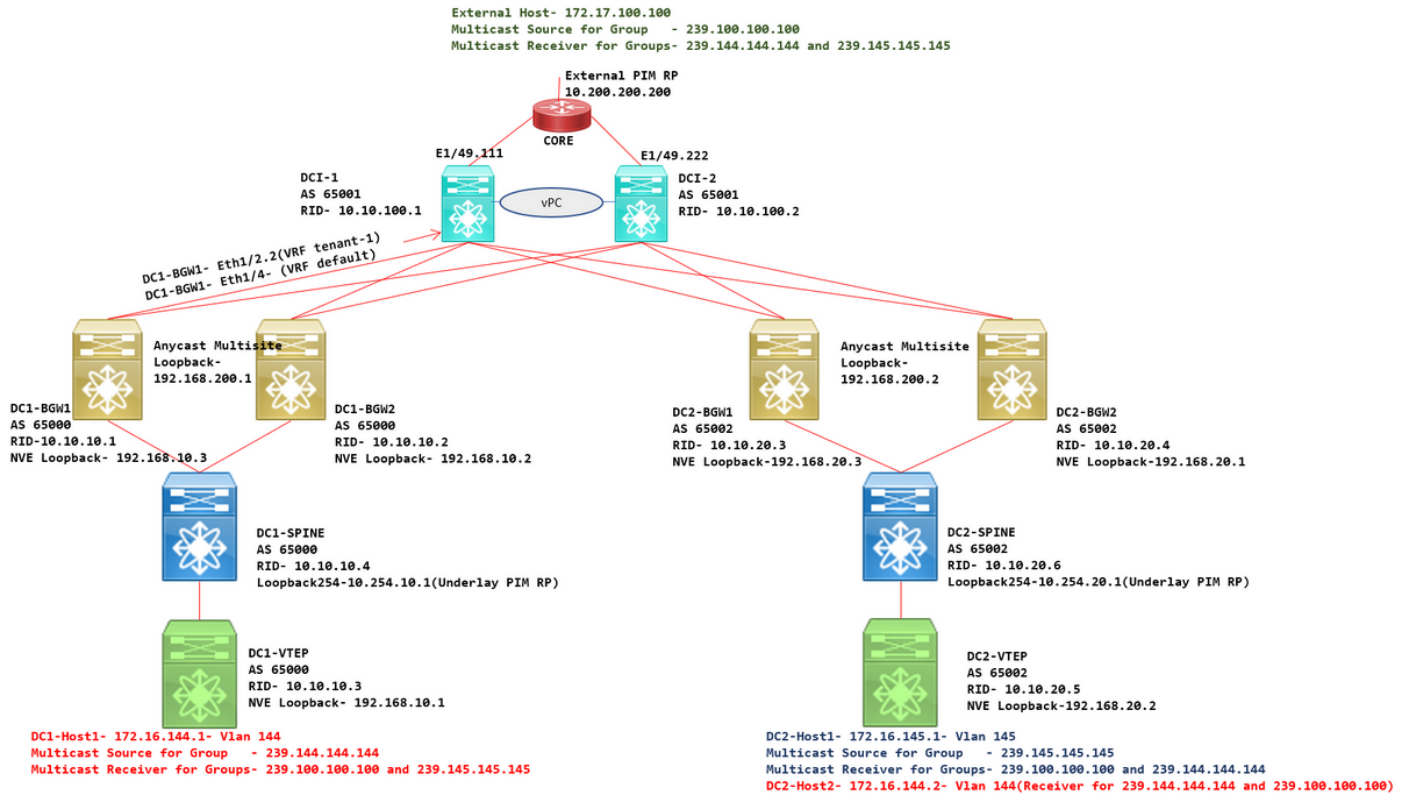 External Host- 172.17.100.100
Multicast Source for Group   - 239.100.100.100
Multicast Receiver for Groups- 239.144.144.144 and 239.145.145.145
External PIM RP
10.200.200.200
CORE
E1/49.111
E1/49.222
DCI-1
AS 65001
RID- 10.10.100.1
vPC
DCI-2
AS 65001
RID- 10.10.100.2
DC1-BGW1- Eth1/2.2(VRF tenant-1)
DC1-BGW1- Eth1/4- (VRF default)
Anycast Multisite
Loopback-
192.168.200.1
Anycast Multisite
Loopback-
192.168.200.2
DC1-BGW1
AS 65000
RID-10.10.10.1
NVE Loopback- 192.168.10.3
DC1-BGW2
AS 65000
RID- 10.10.10.2
NVE Loopback- 192.168.10.2
DC2-BGW1
AS 65002
RID- 10.10.20.3
NVE Loopback-192.168.20.3
DC2-BGW2
AS 65002
RID- 10.10.20.4
NVE Loopback-192.168.20.1
DC1-SPINE
AS 65000
RID- 10.10.10.4
Loopback254-10.254.10.1(Underlay PIM RP)
DC2-SPINE
AS 65002
RID- 10.10.20.6
Loopback254-10.254.20.1(Underlay PIM RP)
DC1-VTEP
AS 65000
RID- 10.10.10.3
NVE Loopback- 192.168.10.1
DC2-VTEP
AS 65002
RID- 10.10.20.5
NVE Loopback-192.168.20.2
DC1-Host1- 172.16.144.1- Vlan 144
Multicast Source for Group   - 239.144.144.144
Multicast Receiver for Groups- 239.100.100.100 and 239.145.145.145
DC2-Host1- 172.16.145.1- Vlan 145
Multicast Source for Group   - 239.145.145.145
Multicast Receiver for Groups- 239.100.100.100 and 239.144.144.144
DC2-Host2- 172.16.144.2- Vlan 144(Receiver for 239.144.144.144 and 239.100.100.100)